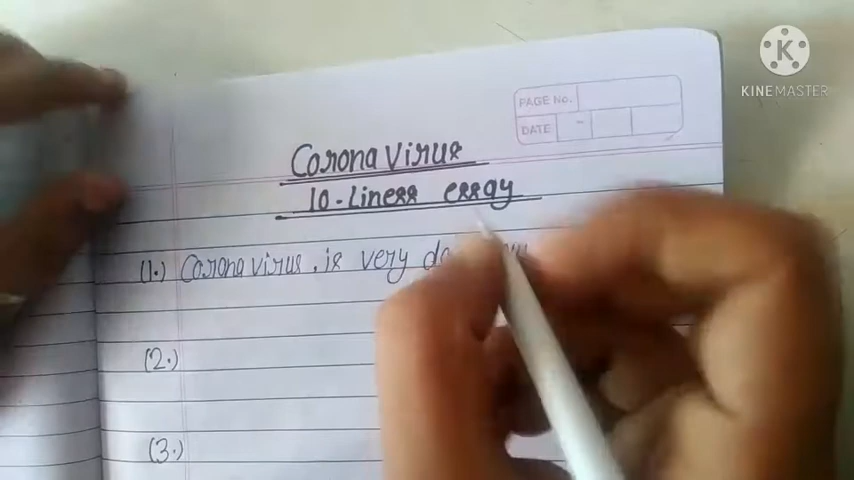 K
KINEMASTER
PAGE No.
DATE
Corona Virus
10-Liness essay
(1.) Corona virus, is very
(2.)
(3.)